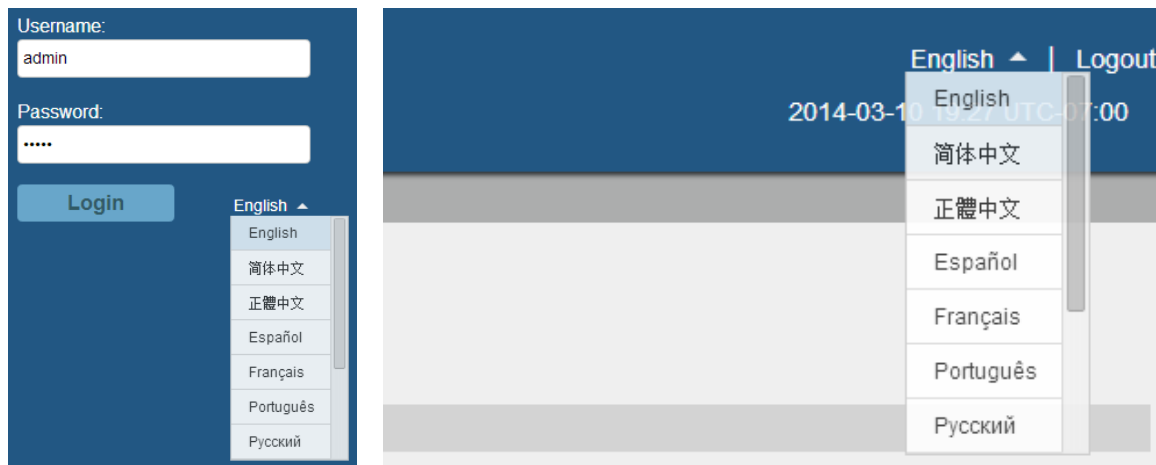 Username:
admin
Password:
•••••
Login
English
English
简体中文
正體中文
Español
Français
Português
Русский
English | Logout
2014-03-10 19:27 UTC-07:00
English
简体中文
正體中文
Español
Français
Português
Русский